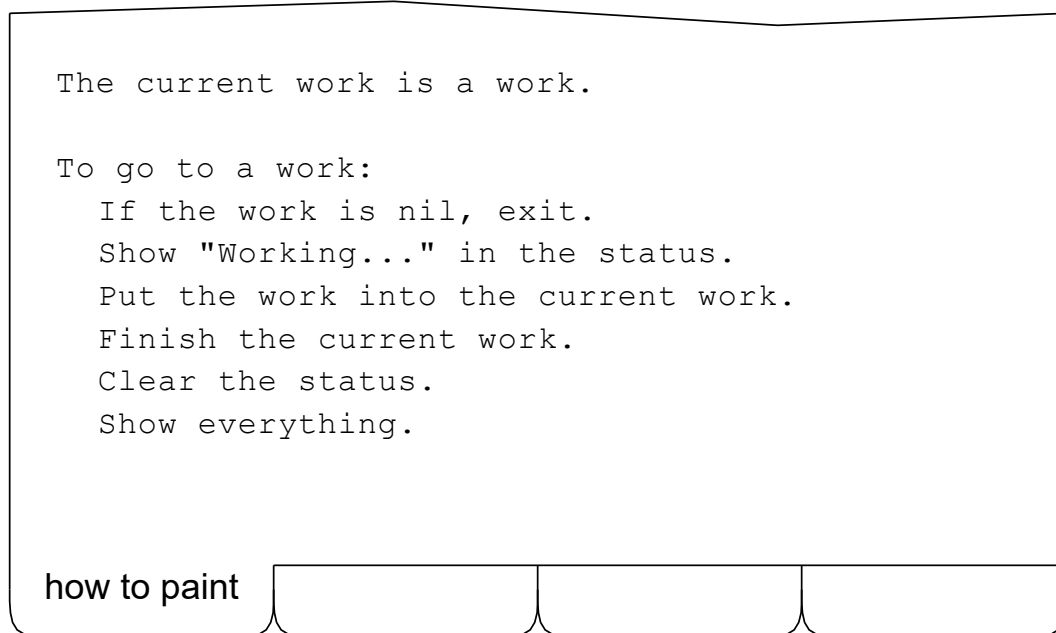 The current work is a work.
To go to a work:
If the work is nil, exit.
Show "Working..." in the status.
Put the work into the current work.
Finish the current work.
Clear the status.
Show everything.
how to paint